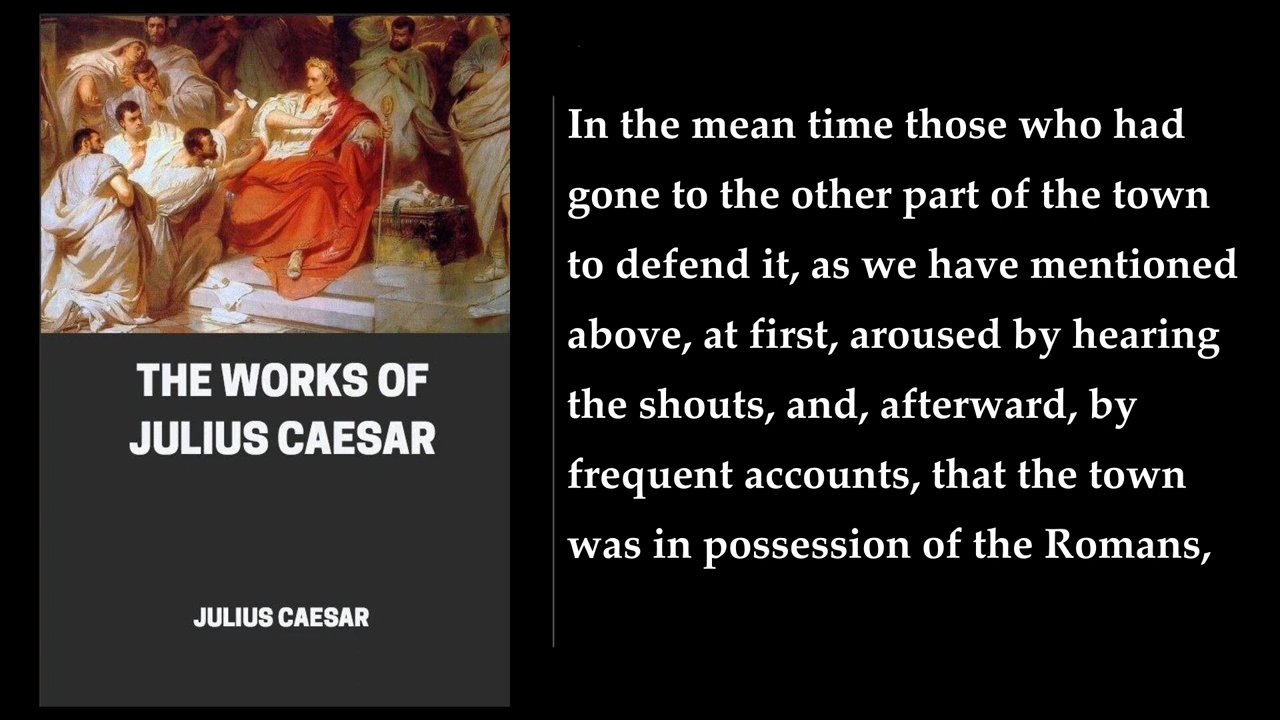 THE WORKS OF
JULIUS CAESAR
JULIUS CAESAR
In the mean time those who had
gone to the other part of the town
to defend it, as we have mentioned
above, at first, aroused by hearing
the shouts, and, afterward, by
frequent accounts, that the town
was in possession of the Romans,